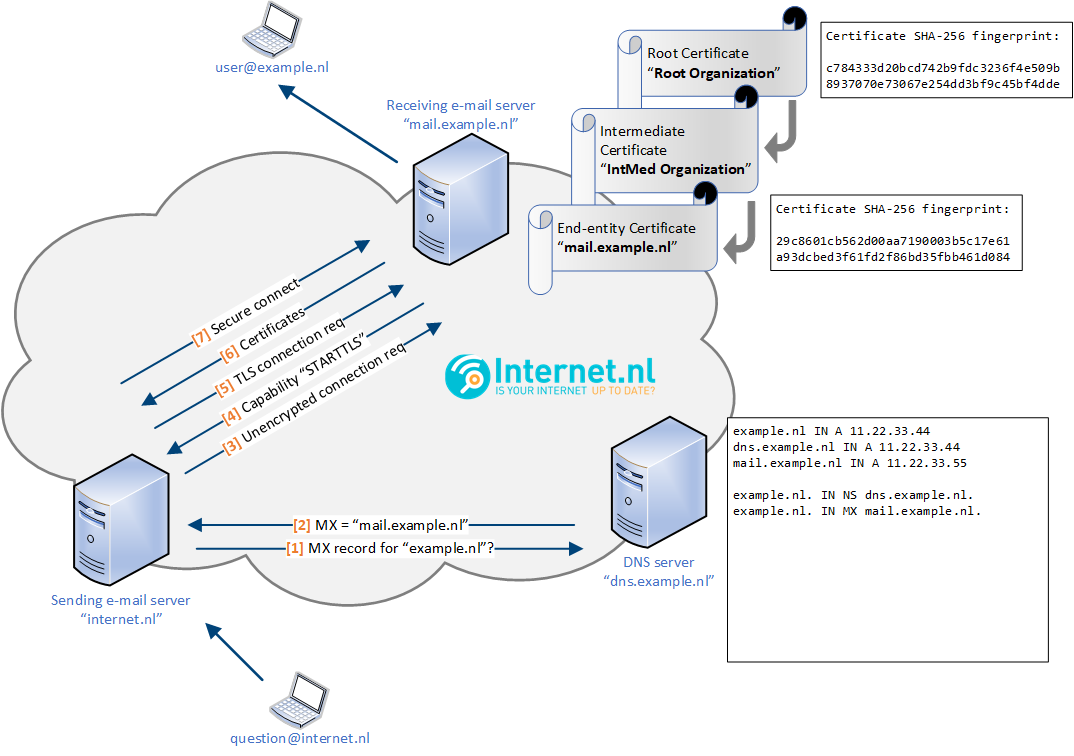 user@example.nl
Receiving e-mail server
“mail.example.nl”
Root Certificate
“Root Organization”
Certificate SHA-256 fingerprint:
c784333d20bcd742b9fdc3236f4e509b
8937070e73067e254dd3bf9c45bf4dde
Intermediate
Certificate
“IntMed Organization”
End-entity Certificate
“mail.example.nl”
Certificate SHA-256 fingerprint:
29c8601cb562d00aa7190003b5c17e61
a93dcbed3f61fd2f86bd35fbb461d084
[7] Secure connect
[6] Certificates
[5] TLS connection req
[4] Capability “STARTTLS”
[3] Unencrypted connection req
Internet.nl
IS YOUR INTERNET UP TO DATE?
example.nl IN A 11.22.33.44
dns.example.nl IN A 11.22.33.44
mail.example.nl IN A 11.22.33.55
example.nl. IN NS dns.example.nl.
example.nl. IN MX mail.example.nl.
[2] MX = “mail.example.nl”
[1] MX record for “example.nl”?
DNS server
“dns.example.nl”
Sending e-mail server
“internet.nl”
question@internet.nl